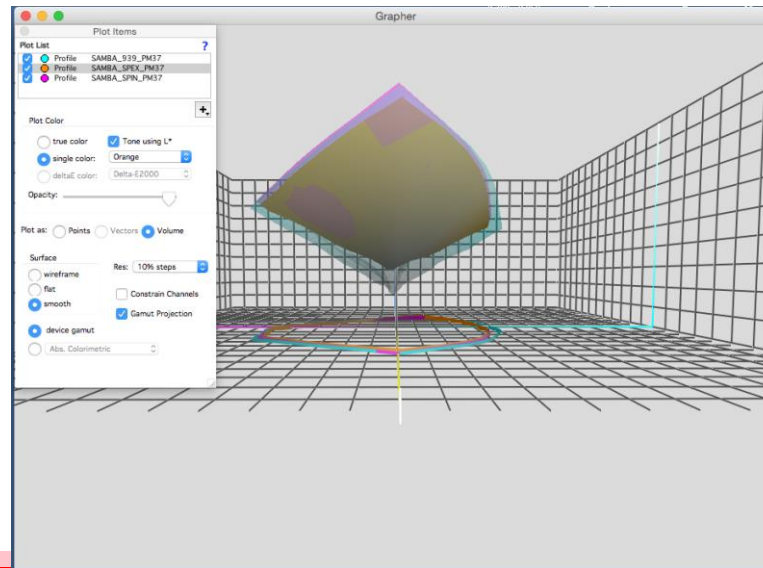 Grapher
Plot Items
Plot List ?
Profile SAMBA_939_PM37
Profile SAMBA_SPEX_PM37
Profile SAMBA_SPIN_PM37
Plot Color
true color Tone using L*
single color: Orange
deltaE color: Delta-E2000
Opacity:
Plot as: Points Vectors Volume
Surface
wireframe Res: 10% steps
flat
smooth
Constrain Channels
Gamut Projection
device gamut
Abs. Colorimetric